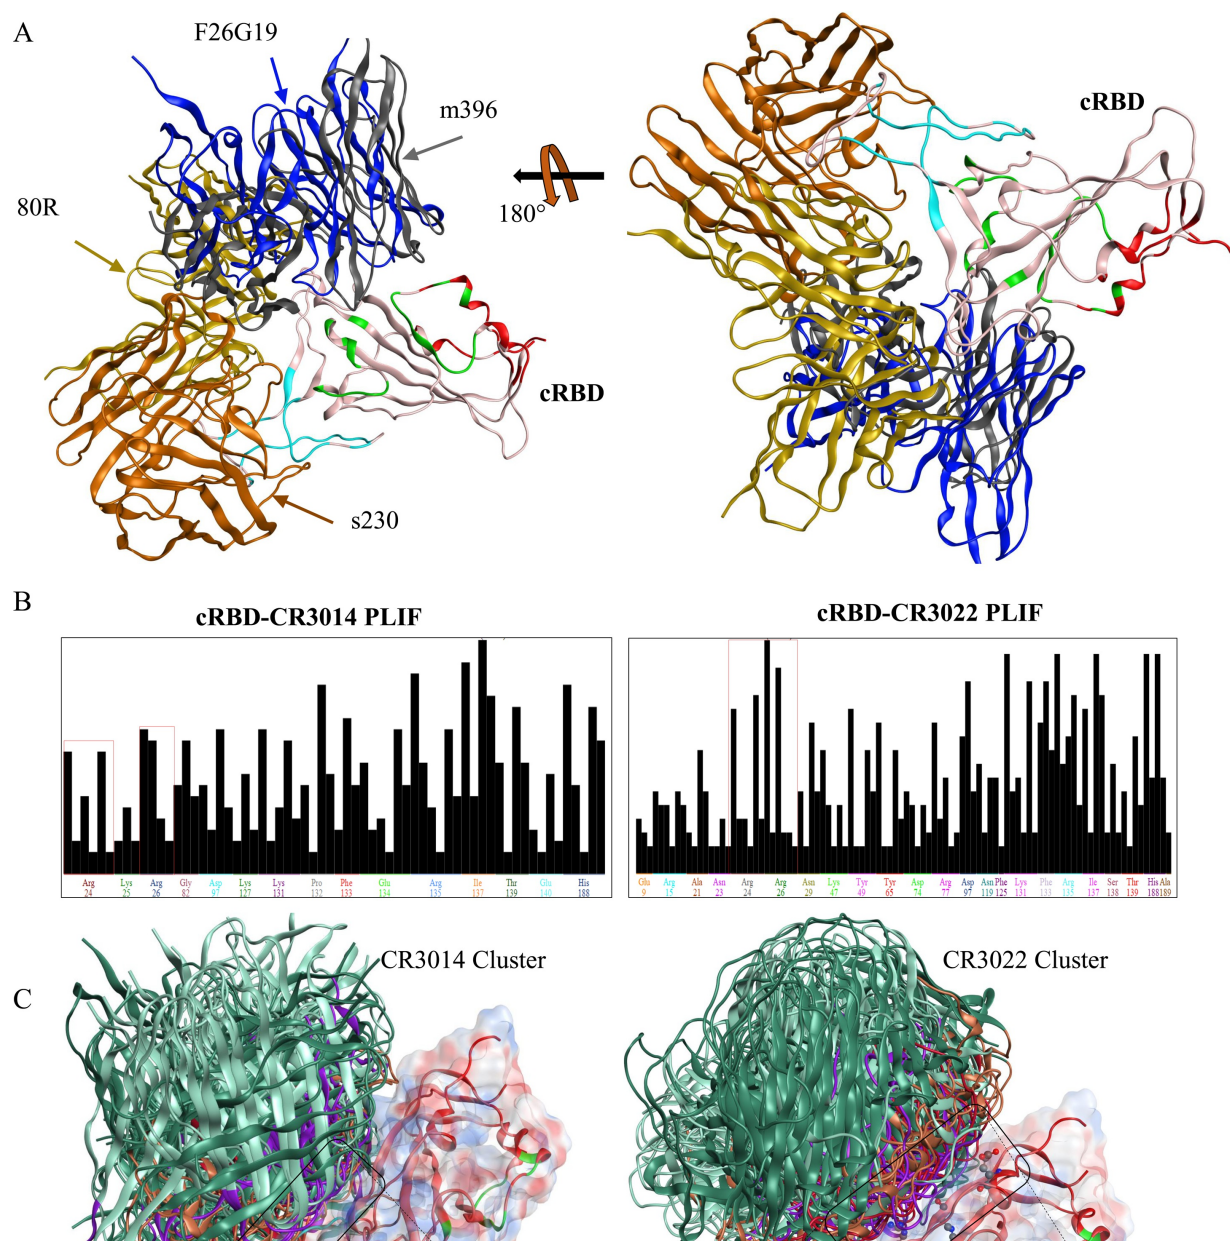 A
F26G19
m396
80R
180°
cRBD
s230
cRBD
B
cRBD-CR3014 PLIF
cRBD-CR3022 PLIF
Arg Lys Arg Gly Asp Lys Lys Pro Phe Glu Arg Ile Thr His
24 25 26 82 97 127 131 132 133 134 135 137 139 140 188
Arg Ala Asn Arg Arg Asn Lys Tyr Tyr Asp Arg Asp Asn Phe Lys Phe Arg Ile Ser Thr His Ala
9 15 21 23 24 26 29 47 49 65 74 77 97 119 125 131 133 135 137 138 139 188 189
CR3014 Cluster
CR3022 Cluster
C